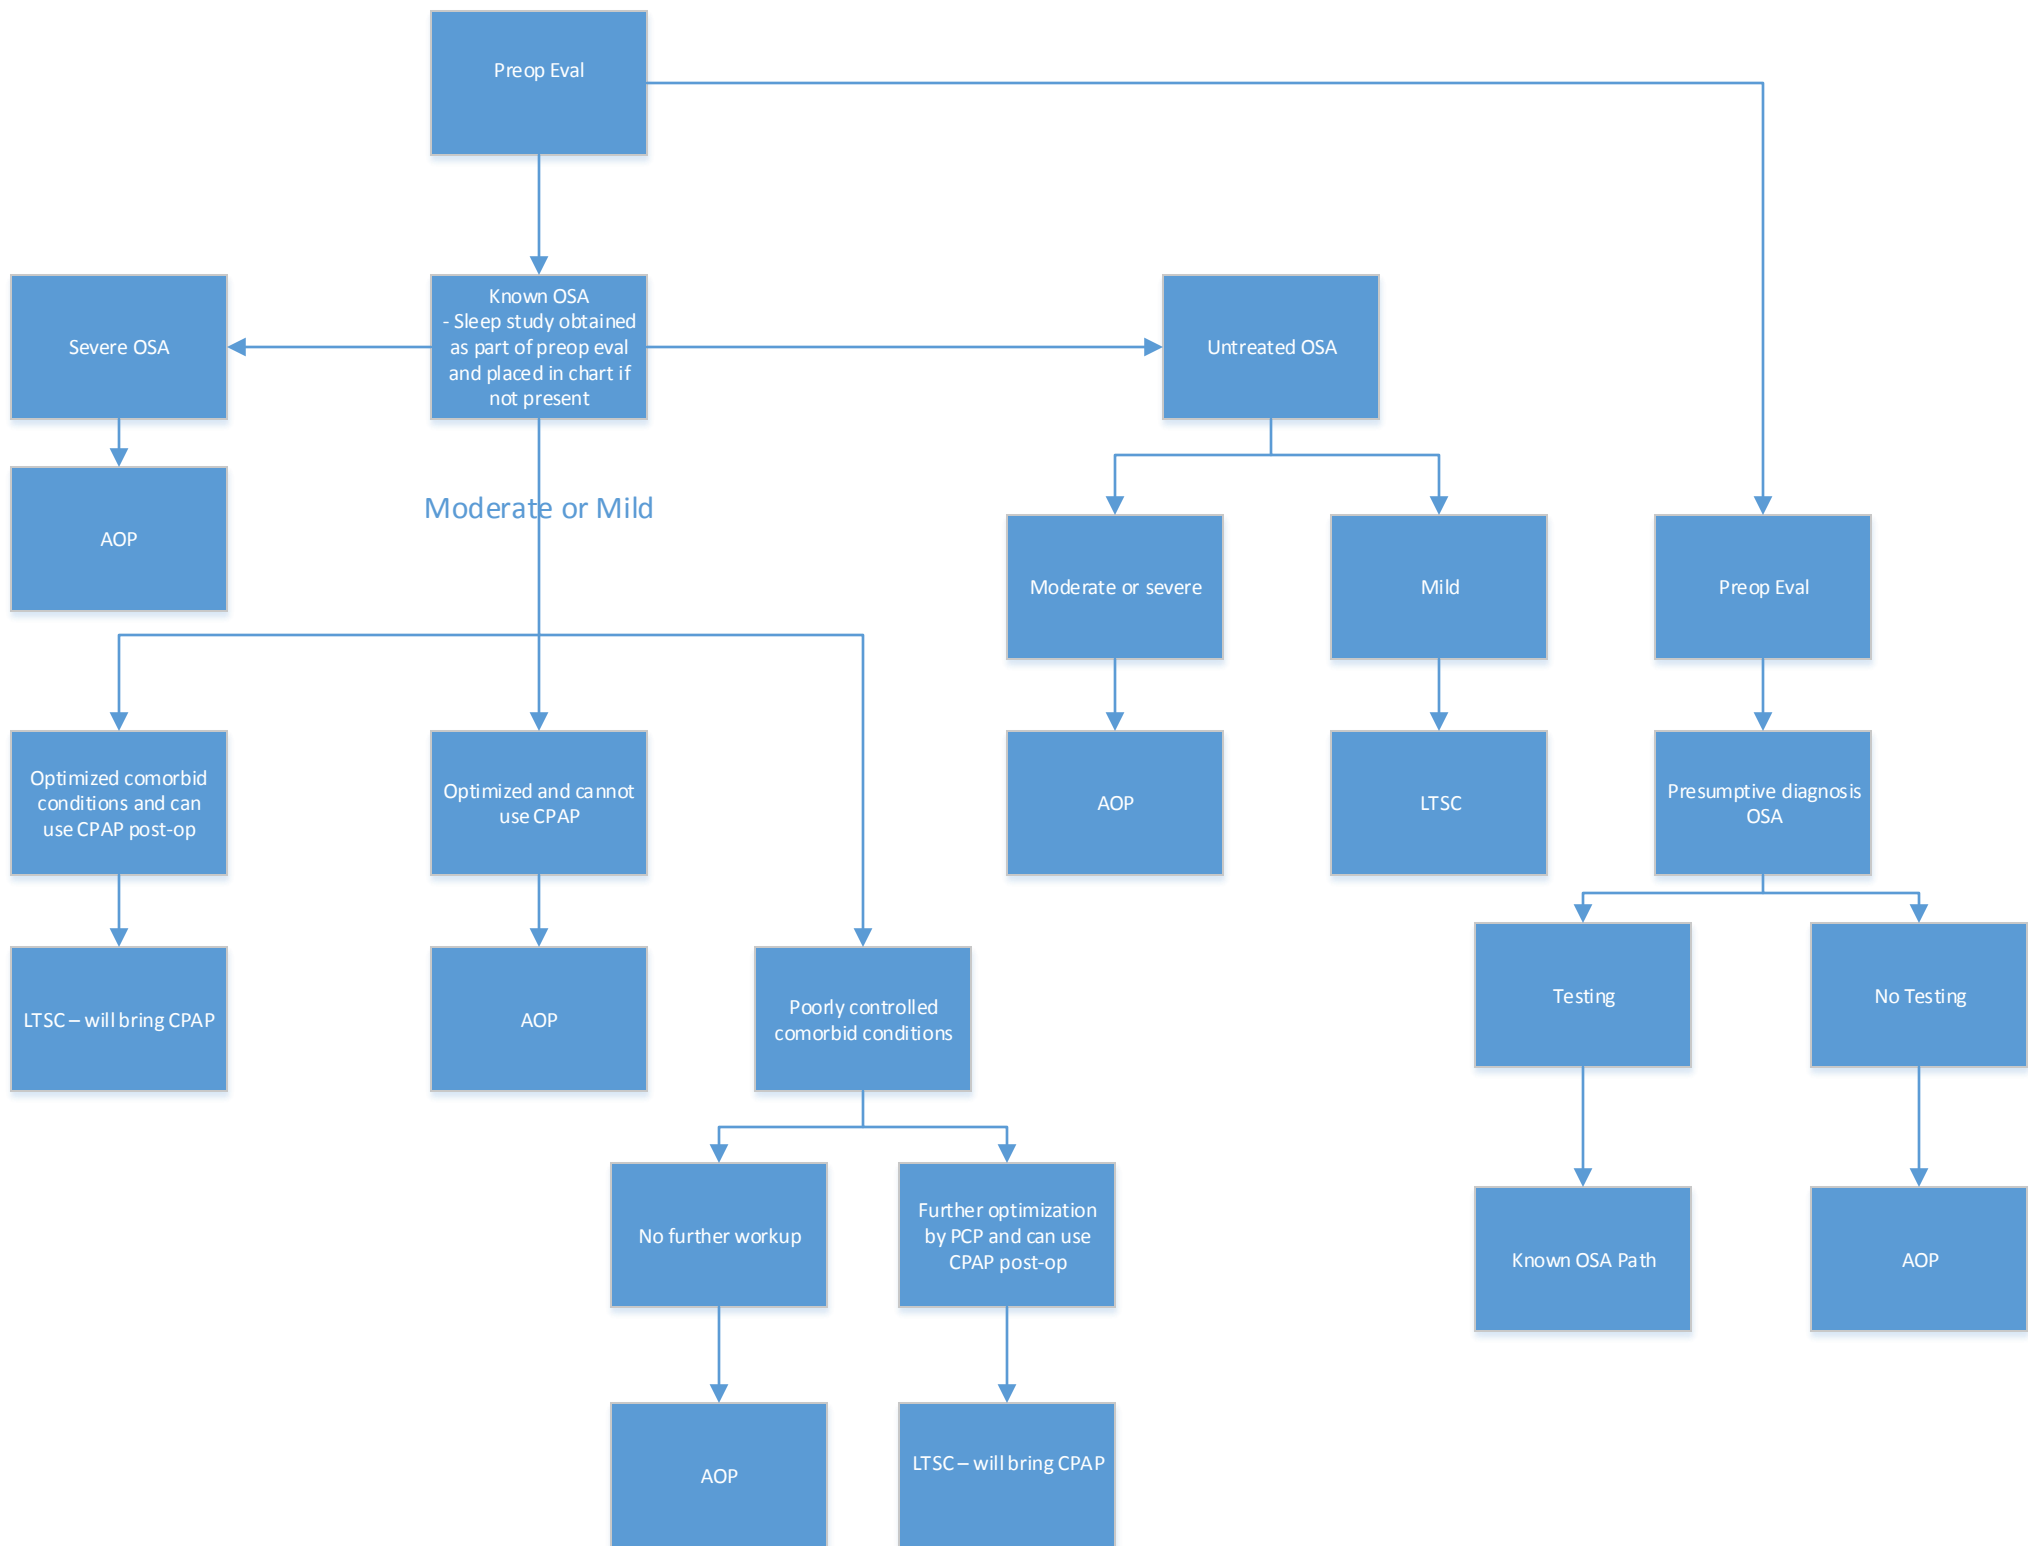 Preop Eval
Severe OSA
Known OSA
- Sleep study obtained
as part of preop eval
and placed in chart if
not present
Untreated OSA
AOP
Moderate or Mild
Moderate or severe
Mild
Preop Eval
Optimized comorbid
conditions and can
use CPAP post-op
Optimized and cannot
use CPAP
AOP
LTSC
Presumptive diagnosis
OSA
LTSC – will bring CPAP
AOP
Poorly controlled
comorbid conditions
Testing
No Testing
No further workup
Further optimization
by PCP and can use
CPAP post-op
Known OSA Path
AOP
AOP
LTSC – will bring CPAP